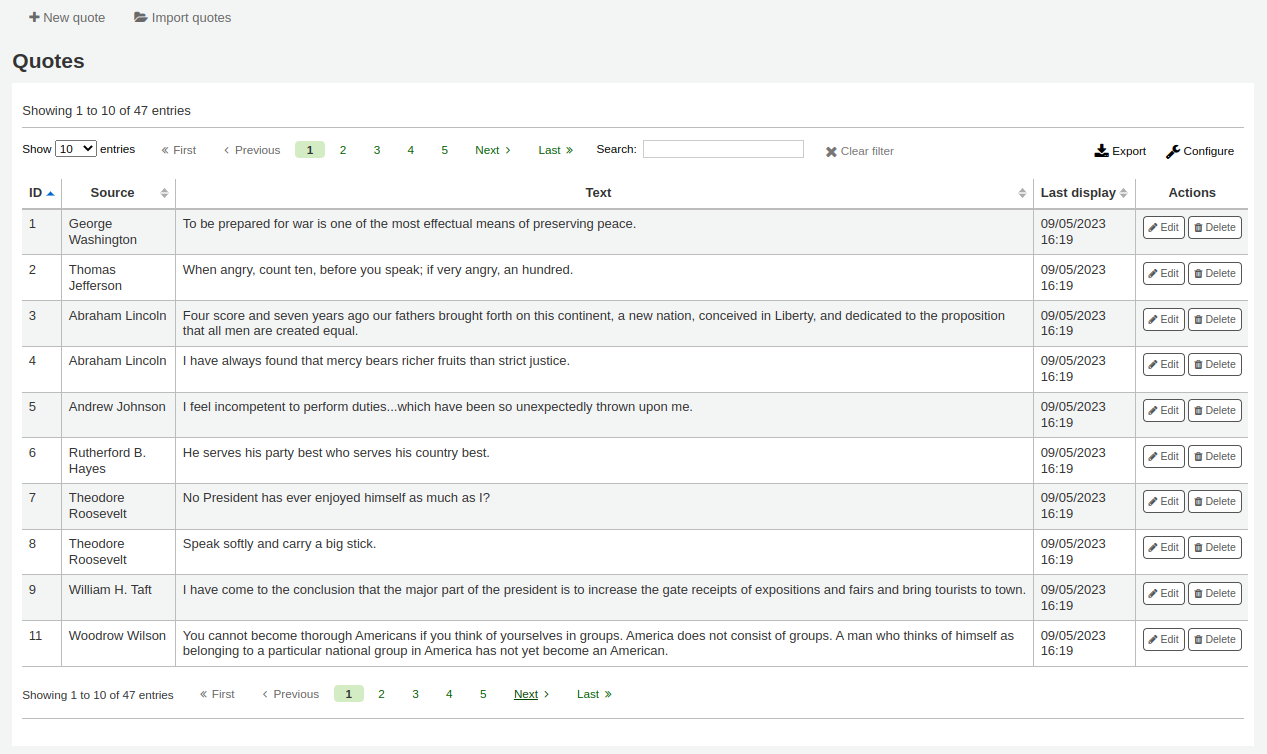 New quote Import quotes
Quotes
Showing 1 to 10 of 47 entries
Show 10 entries « First ‹ Previous 1 2 3 4 5 Next › Last » Search: Clear filter Export Configure
ID Source Text Last display Actions
1 George To be prepared for war is one of the most effectual means of preserving peace. 09/05/2023 Edit Delete
Washington 16:19
2 Thomas When angry, count ten, before you speak; if very angry, an hundred. 09/05/2023 Edit Delete
Jefferson 16:19
3 Abraham Lincoln Four score and seven years ago our fathers brought forth on this continent, a new nation, conceived in Liberty, and dedicated to the proposition 09/05/2023 Edit Delete
that all men are created equal. 16:19
4 Abraham Lincoln I have always found that mercy bears richer fruits than strict justice. 09/05/2023 Edit Delete
16:19
5 Andrew Johnson I feel incompetent to perform duties...which have been so unexpectedly thrown upon me. 09/05/2023 Edit Delete
16:19
6 Rutherford B. He serves his party best who serves his country best. 09/05/2023 Edit Delete
Hayes 16:19
7 Theodore No President has ever enjoyed himself as much as I? 09/05/2023 Edit Delete
Roosevelt 16:19
8 Theodore Speak softly and carry a big stick. 09/05/2023 Edit Delete
Roosevelt 16:19
9 William H. Taft I have come to the conclusion that the major part of the president is to increase the gate receipts of expositions and fairs and bring tourists to town. 09/05/2023 Edit Delete
16:19
11 Woodrow Wilson You cannot become thorough Americans if you think of yourselves in groups. America does not consist of groups. A man who thinks of himself as 09/05/2023 Edit Delete
belonging to a particular national group in America has not yet become an American. 16:19
Showing 1 to 10 of 47 entries « First ‹ Previous 1 2 3 4 5 Next › Last »